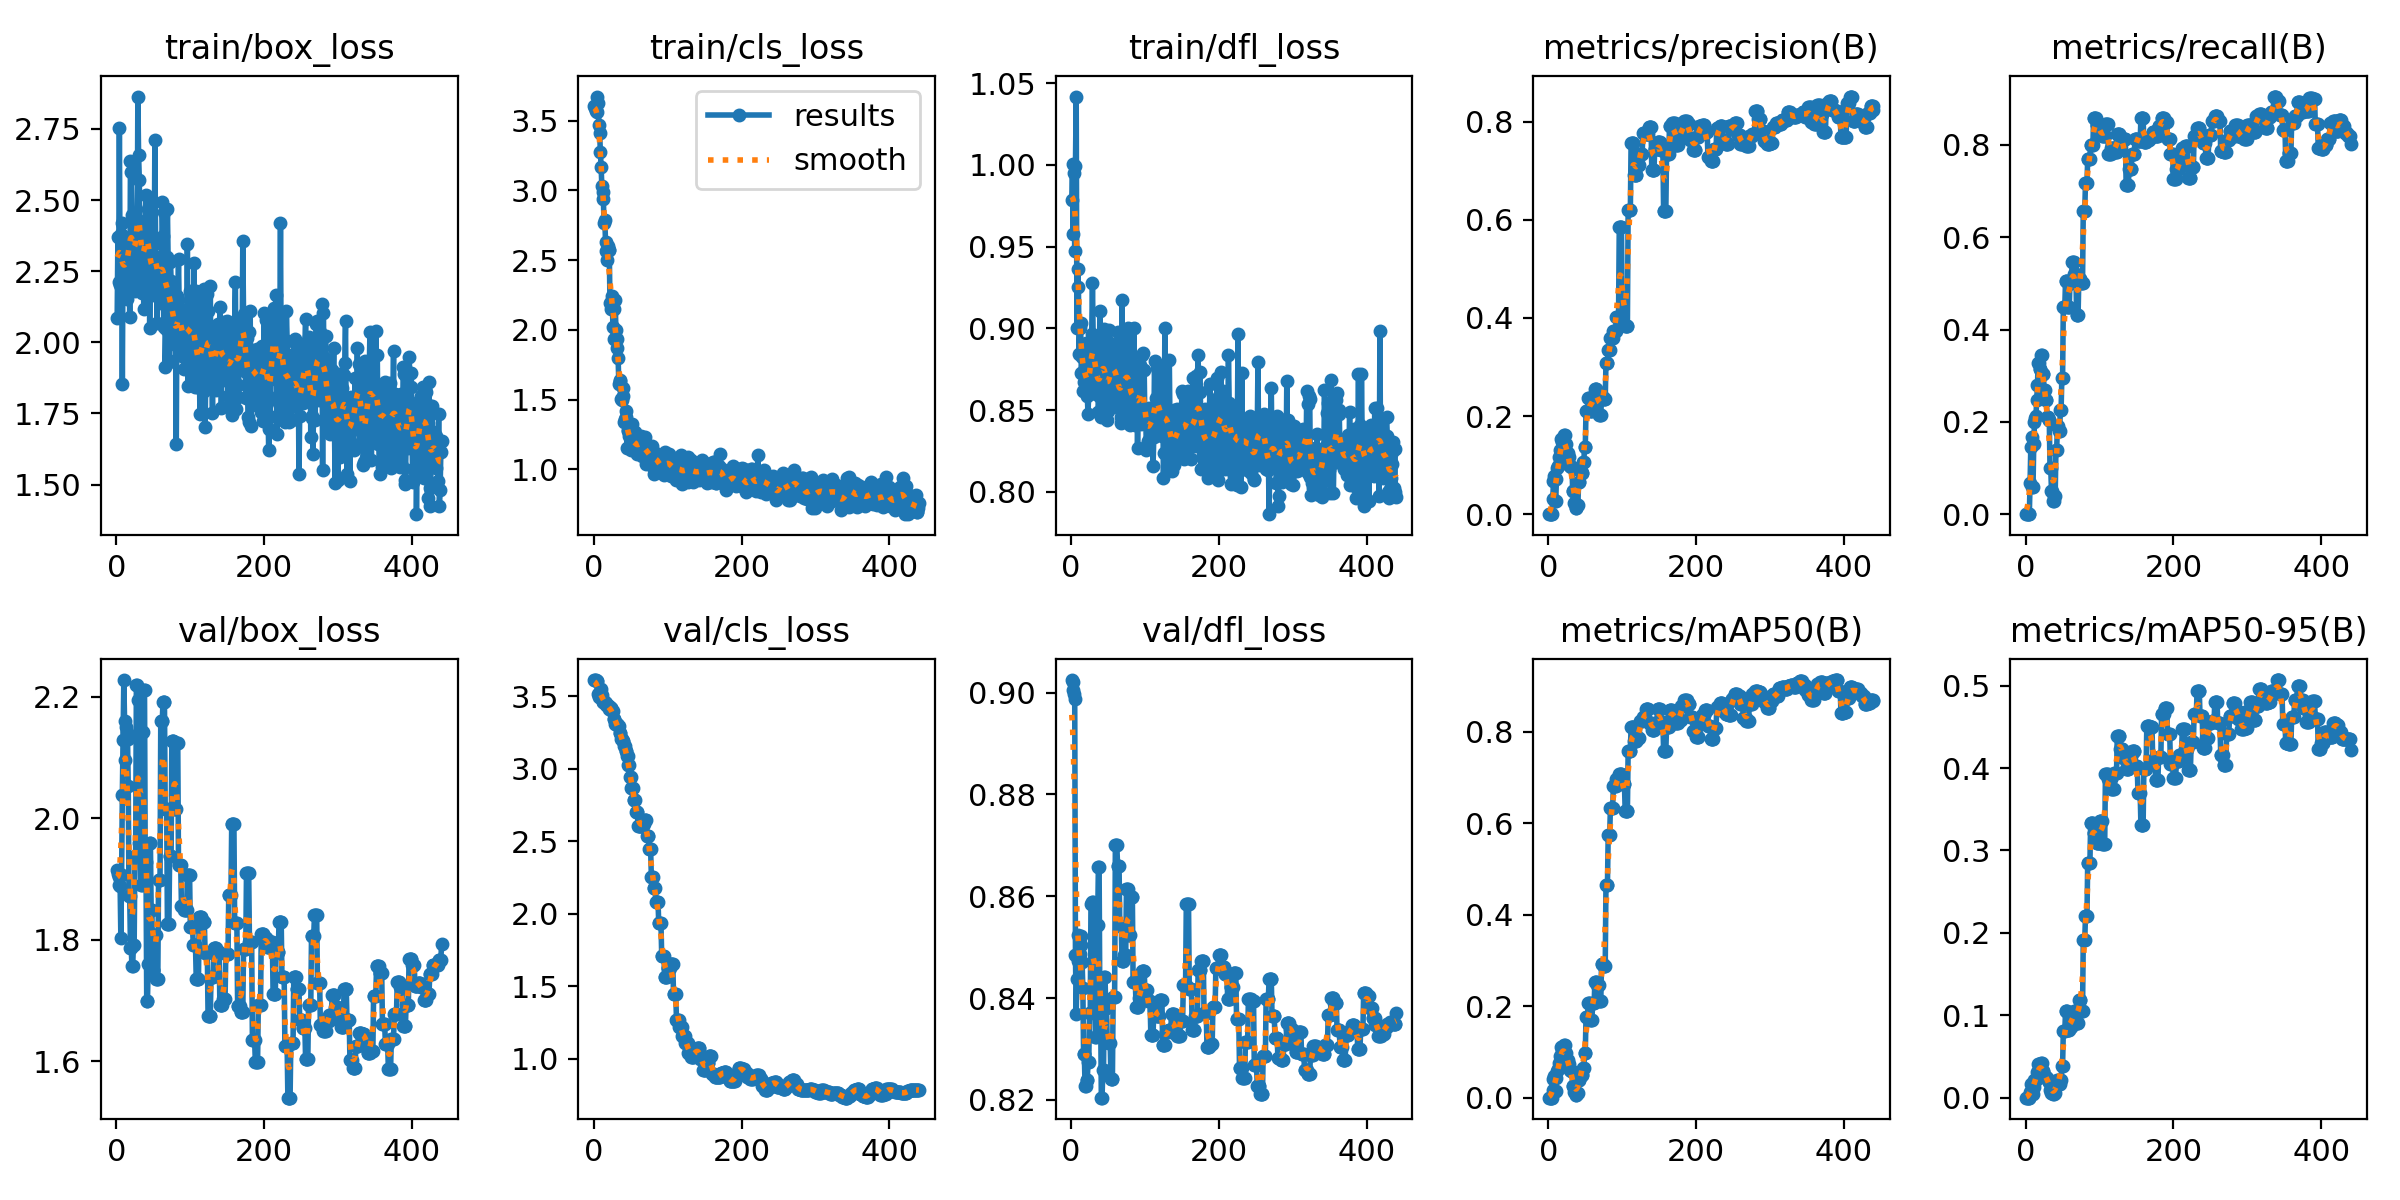 train/box_loss
2.75
2.50
2.25
2.00
1.75
1.50
0 200 400
train/cls_loss
results
smooth
3.5
3.0
2.5
2.0
1.5
1.0
0 200 400
train/dfl_loss
1.05
1.00
0.95
0.90
0.85
0.80
0 200 400
metrics/precision(B)
0.8
0.6
0.4
0.2
0.0
0 200 400
metrics/recall(B)
0.8
0.6
0.4
0.2
0.0
0 200 400
val/box_loss
2.2
2.0
1.8
1.6
0 200 400
val/cls_loss
3.5
3.0
2.5
2.0
1.5
1.0
0 200 400
val/dfl_loss
0.90
0.88
0.86
0.84
0.82
0 200 400
metrics/mAP50(B)
0.8
0.6
0.4
0.2
0.0
0 200 400
metrics/mAP50-95(B)
0.5
0.4
0.3
0.2
0.1
0.0
0 200 400